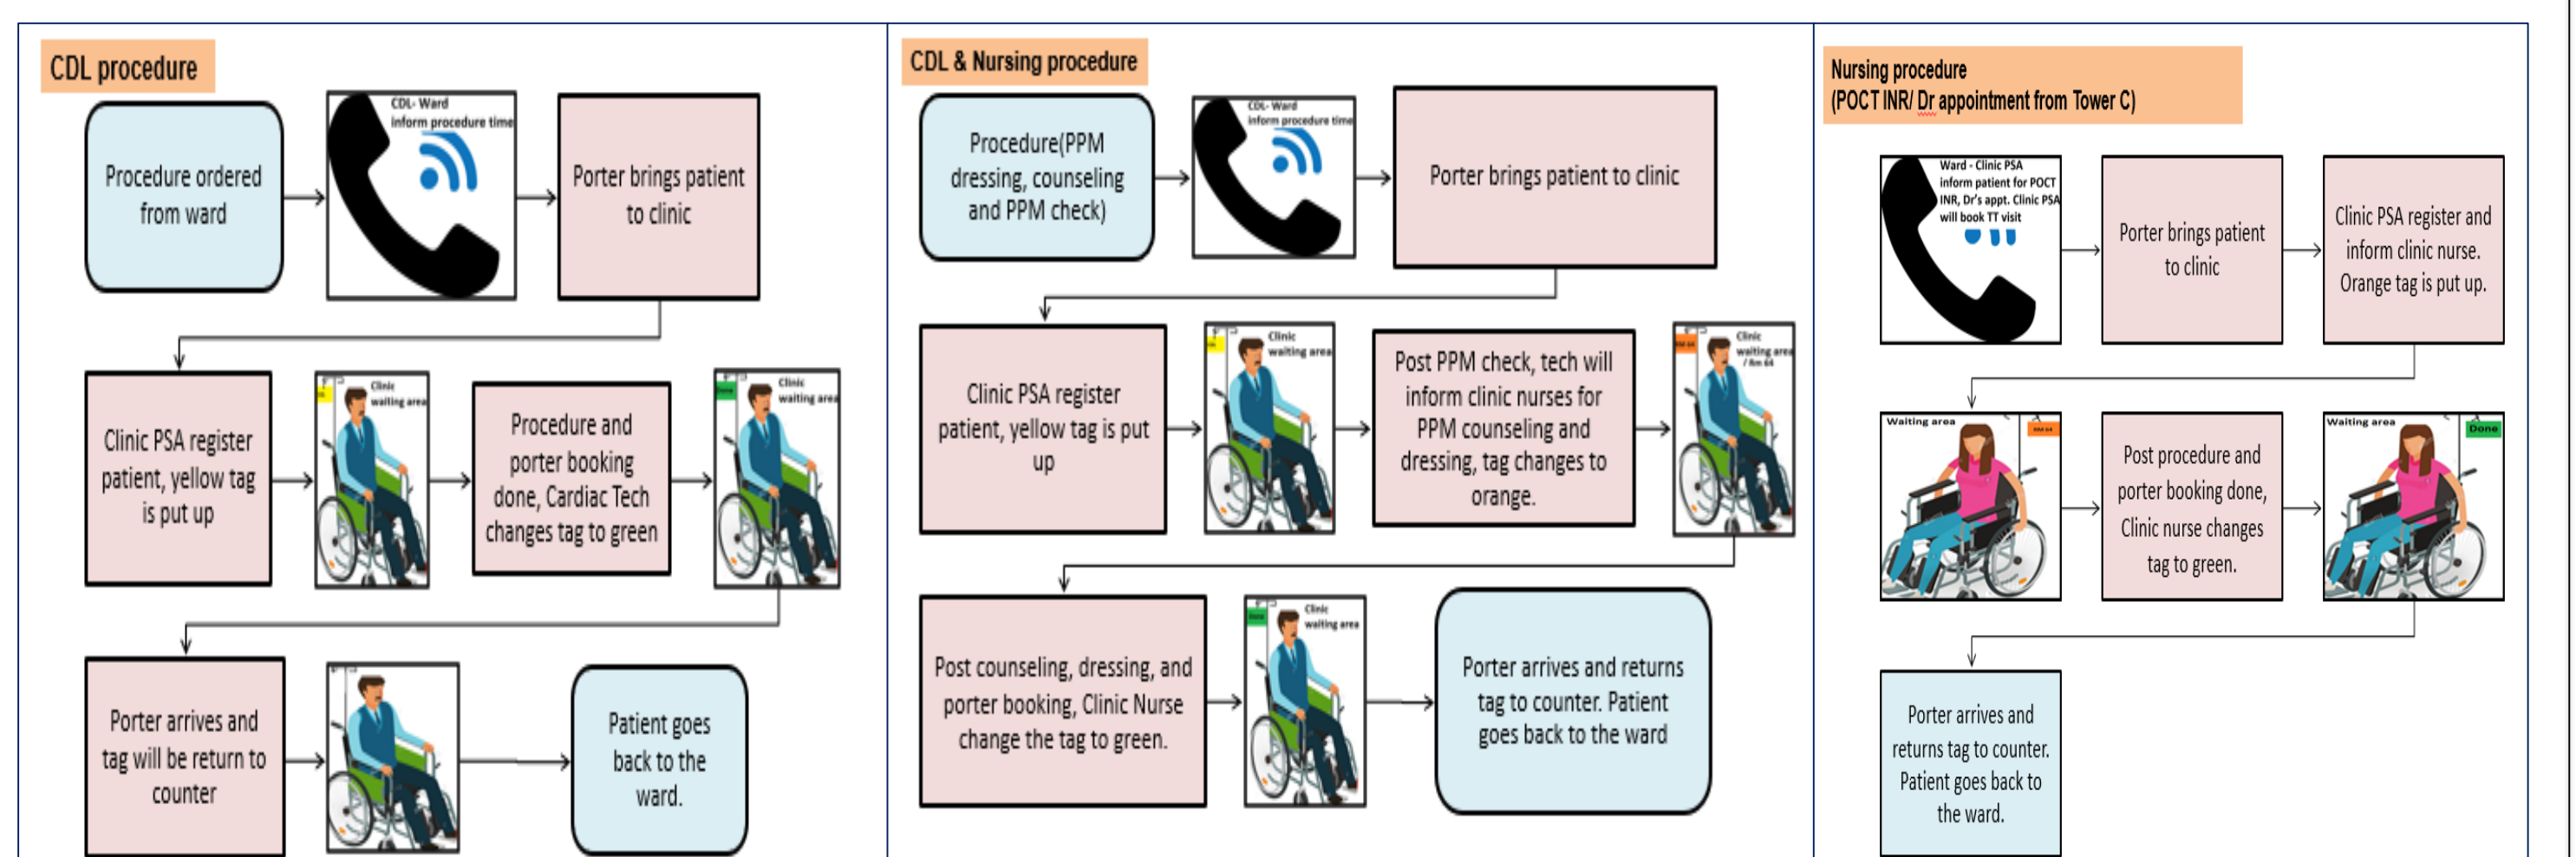 CDL procedure
Procedure ordered
from ward
CDL- Ward
inform procedure time
Porter brings patient
to clinic
Clinic PSA register
patient, yellow tag
is put up
Clinic
waiting area
Procedure and
porter booking
done, Cardiac Tech
changes tag to green
Done
Clinic
waiting area
Porter arrives and
tag will be return to
counter
Patient goes
back to the
ward.
CDL & Nursing procedure
Procedure(PPM
dressing, counseling
and PPM check)
CDL- Ward
inform procedure time
Porter brings patient to clinic
Clinic PSA register
patient, yellow tag is put
up
Clinic
waiting area
Post PPM check, tech will
inform clinic nurses for
PPM counseling and
dressing, tag changes to
orange.
RM 64
Clinic
waiting area
/ Rm 64
Post counseling, dressing, and
porter booking, Clinic Nurse
change the tag to green.
Done
Clinic
waiting area
Porter arrives and returns
tag to counter. Patient
goes back to the ward
Nursing procedure
(POCT INR/ Dr appointment from Tower C)
Ward - Clinic PSA
inform patient for POCT
INR, Dr's appt. Clinic PSA
will book TT visit
Porter brings patient
to clinic
Clinic PSA register and
inform clinic nurse.
Orange tag is put up.
Waiting area
RM 64
Post procedure and
porter booking done,
Clinic nurse changes
tag to green.
Waiting area
Done
Porter arrives and
returns tag to counter.
Patient goes back to
the ward.